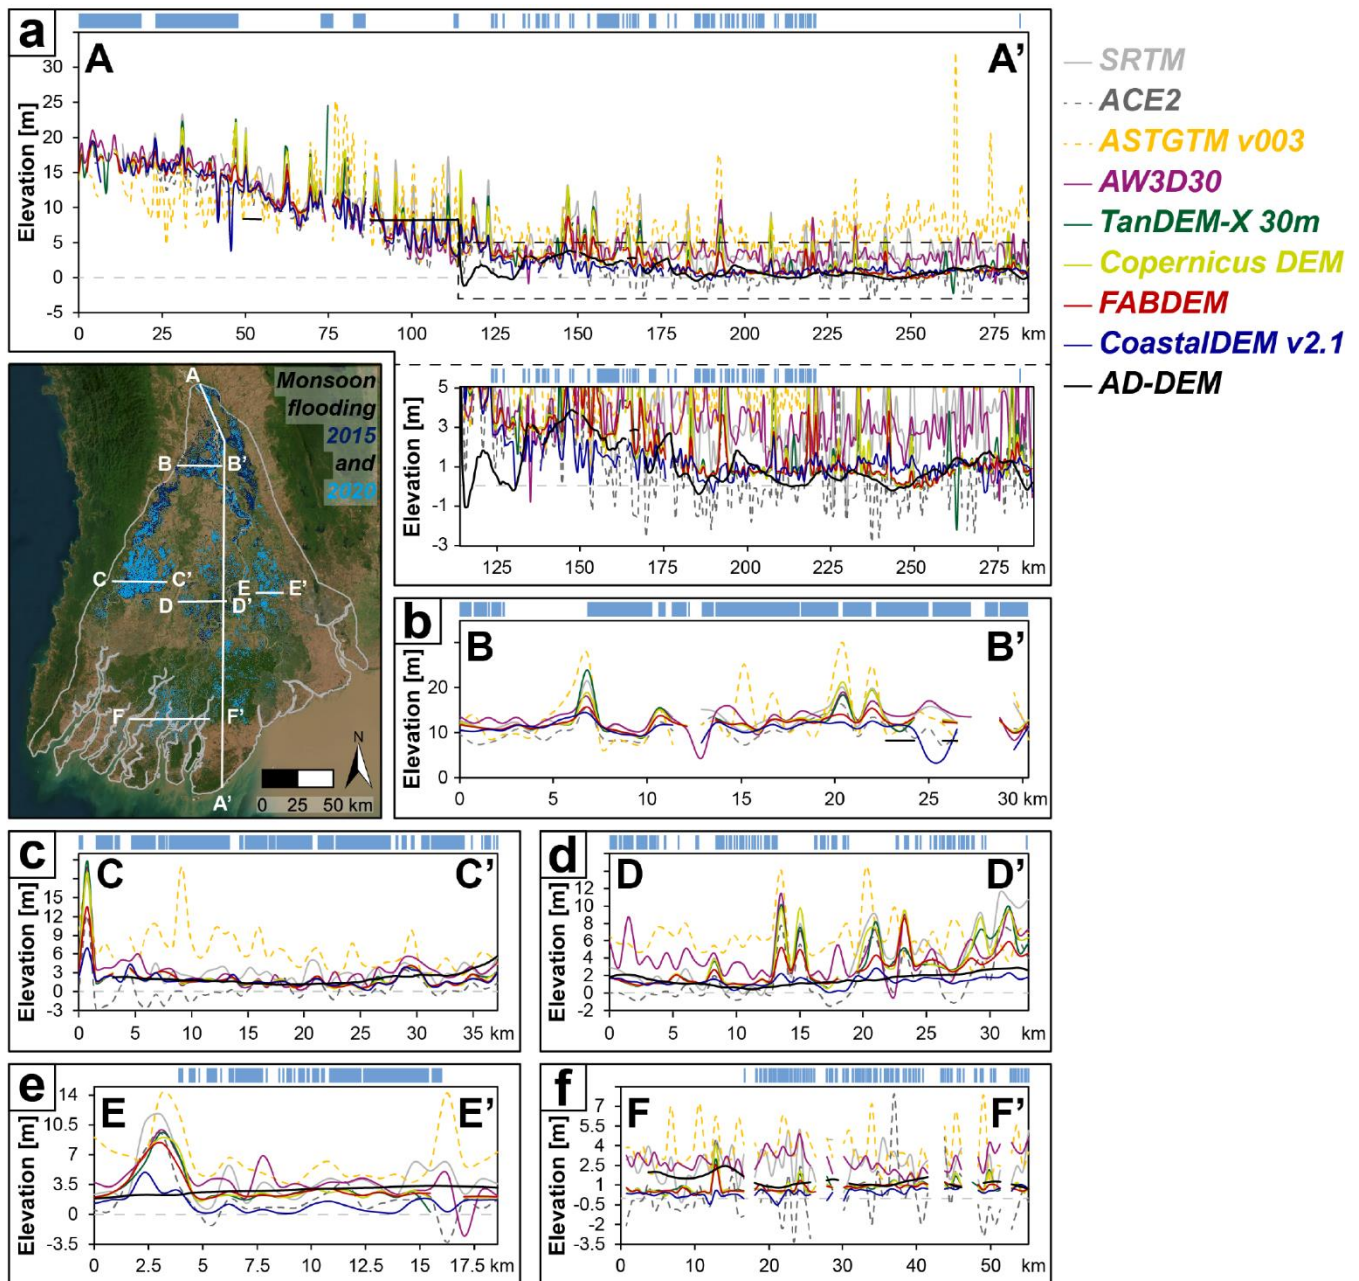 a
A
A'
Elevation [m]
30
25
20
15
10
5
0
-5
0 25 50 75 100 125 150 175 200 225 250 275 km
SRTM
ACE2
ASTGTM v003
AW3D30
TanDEM-X 30m
Copernicus DEM
FABDEM
CoastalDEM v2.1
AD-DEM
Elevation [m]
5
3
1
-1
-3
125 150 175 200 225 250 275 km
Monsoon
flooding
2015
and
2020
A
B B'
C C'
D D'
E E'
F F'
A'
N
0 25 50 km
b
B
B'
Elevation [m]
20
10
0
0 5 10 15 20 25 30 km
c
C
C'
Elevation [m]
21
18
15
12
9
6
3
0
-3
0 5 10 15 20 25 30 35 km
d
D
D'
Elevation [m]
14
12
10
8
6
4
2
0
-2
0 5 10 15 20 25 30 km
e
E
E'
Elevation [m]
14
10.5
7
3.5
0
-3.5
0 2.5 5 7.5 10 12.5 15 17.5 km
f
F
F'
Elevation [m]
7
5.5
4
2.5
1
-0.5
-2
-3.5
0 10 20 30 40 50 km